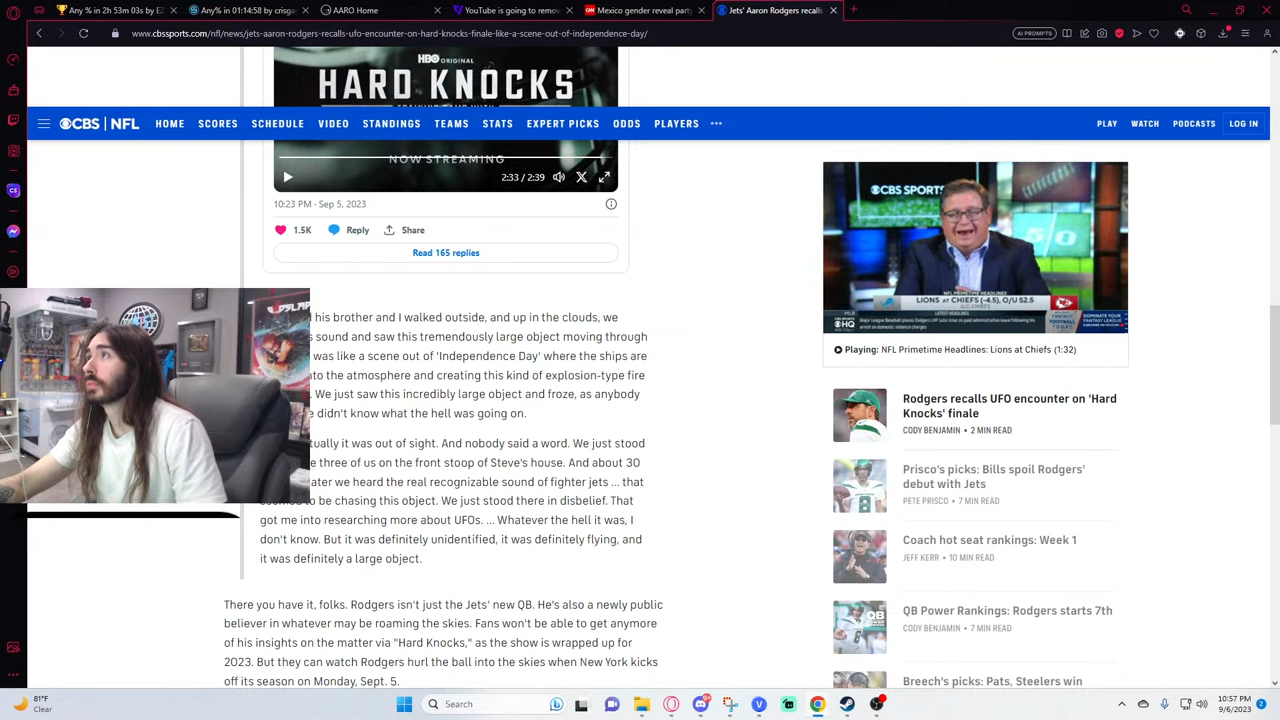 Any % in 2h 53m 03s by EZ
Any% in 01:14:58 by crisgar
AARO Home
YouTube is going to remov
Mexico gender reveal party
Jets' Aaron Rodgers recalls
www.cbssports.com/nfl/news/jets-aaron-rodgers-recalls-ufo-encounter-on-hard-knocks-finale-like-a-scene-out-of-independence-day/
AI PROMPTS
HBO ORIGINAL
HARD KNOCKS
CBS NFL HOME SCORES SCHEDULE VIDEO STANDINGS TEAMS STATS EXPERT PICKS ODDS PLAYERS ••• PLAY WATCH PODCASTS LOG IN
NOW STREAMING
2:33 / 2:39
10:23 PM · Sep 5, 2023
1.5K Reply Share
Read 165 replies
his brother and I walked outside, and up in the clouds, we
sound and saw this tremendously large object moving through
was like a scene out of 'Independence Day' where the ships are
nto the atmosphere and creating this kind of explosion-type fire
We just saw this incredibly large object and froze, as anybody
e didn't know what the hell was going on.
tually it was out of sight. And nobody said a word. We just stood
e three of us on the front stoop of Steve's house. And about 30
ater we heard the real recognizable sound of fighter jets ... that
to be chasing this object. We just stood there in disbelief. That
got me into researching more about UFOs. ... Whatever the hell it was, I
don't know. But it was definitely unidentified, it was definitely flying, and
it was definitely a large object.
There you have it, folks. Rodgers isn't just the Jets' new QB. He's also a newly public
believer in whatever may be roaming the skies. Fans won't be able to get anymore
of his insights on the matter via "Hard Knocks," as the show is wrapped up for
2023. But they can watch Rodgers hurl the ball into the skies when New York kicks
off its season on Monday, Sept. 5.
CBS SPORTS
NFL PRIMETIME HEADLINES
LIONS AT CHIEFS (-4.5), O/U 52.5
LATEST HEADLINES
CBS HQ
FANTASY FOOTBALL TODAY
DOMINATE YOUR FANTASY LEAGUE
Playing: NFL Primetime Headlines: Lions at Chiefs (1:32)
Rodgers recalls UFO encounter on 'Hard
Knocks' finale
CODY BENJAMIN • 2 MIN READ
Prisco's picks: Bills spoil Rodgers'
debut with Jets
PETE PRISCO • 7 MIN READ
Coach hot seat rankings: Week 1
JEFF KERR • 10 MIN READ
QB Power Rankings: Rodgers starts 7th
CODY BENJAMIN • 7 MIN READ
Breech's picks: Pats, Steelers win
81°F
Clear
Search
10:57 PM
9/6/2023